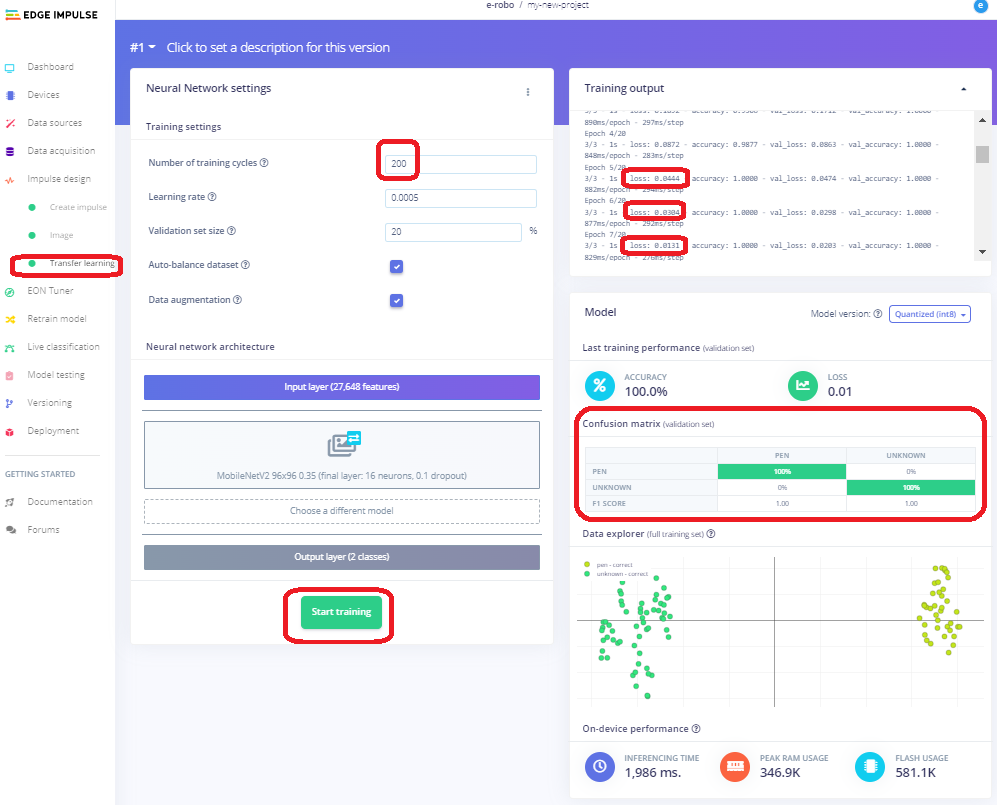 EDGE IMPULSE
e-robo / my-new-project
e
#1 Click to set a description for this version
Dashboard
Devices
Data sources
Data acquisition
Impulse design
Create impulse
Image
Transfer learning
EON Tuner
Retrain model
Live classification
Model testing
Versioning
Deployment
GETTING STARTED
Documentation
Forums
Neural Network settings
Training settings
Number of training cycles ? 200
Learning rate ? 0.0005
Validation set size ? 20 %
Auto-balance dataset ?
Data augmentation ?
Neural network architecture
Input layer (27,648 features)
MobileNetV2 96x96 0.35 (final layer: 16 neurons, 0.1 dropout)
Choose a different model
Output layer (2 classes)
Start training
Training output
890ms/epoch - 297ms/step
Epoch 4/20
3/3 - 1s - loss: 0.0872 - accuracy: 0.9877 - val_loss: 0.0863 - val_accuracy: 1.0000 -
848ms/epoch - 283ms/step
Epoch 5/20
3/3 - 1s loss: 0.0444 accuracy: 1.0000 - val_loss: 0.0474 - val_accuracy: 1.0000 -
882ms/epoch - 294ms/step
Epoch 6/20
3/3 - 1s - loss: 0.0304 accuracy: 1.0000 - val_loss: 0.0298 - val_accuracy: 1.0000 -
877ms/epoch - 292ms/step
Epoch 7/20
3/3 - 1s loss: 0.0131 accuracy: 1.0000 - val_loss: 0.0203 - val_accuracy: 1.0000 -
829ms/epoch - 276ms/step
Model
Model version: ? Quantized (int8)
Last training performance (validation set)
% ACCURACY
100.0%
LOSS
0.01
Confusion matrix (validation set)
PEN UNKNOWN
PEN 100% 0%
UNKNOWN 0% 100%
F1 SCORE 1.00 1.00
Data explorer (full training set) ?
pen - correct
unknown - correct
On-device performance ?
INFERENCING TIME
1,986 ms.
PEAK RAM USAGE
346.9K
FLASH USAGE
581.1K